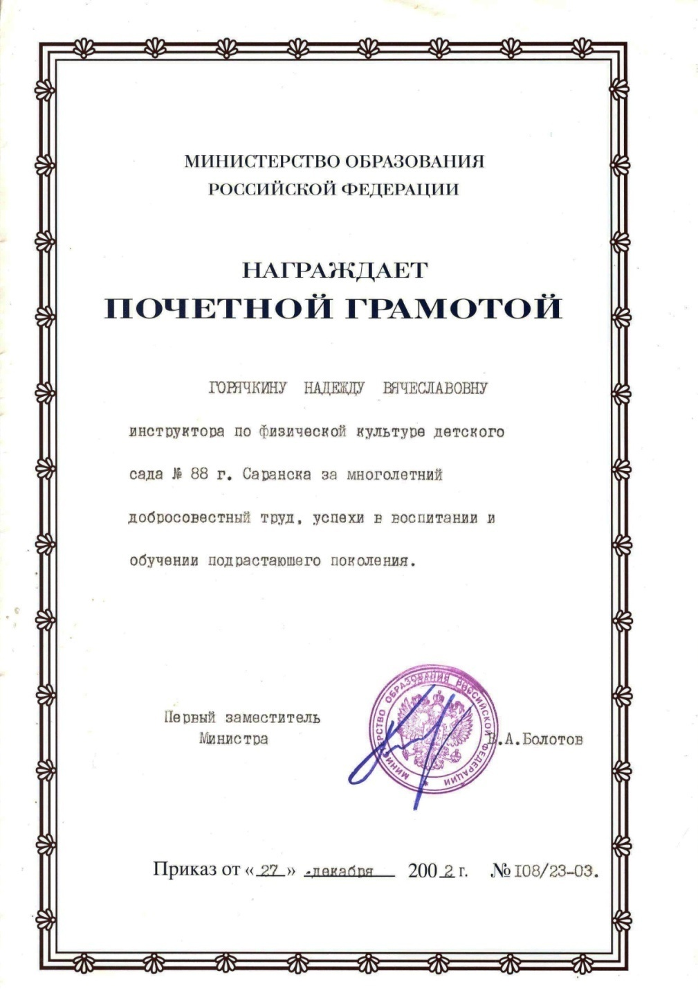 МИНИСТЕРСТВО ОБРАЗОВАНИЯ
РОССИЙСКОЙ ФЕДЕРАЦИИ
НАГРАЖДАЕТ
ПОЧЕТНОЙ ГРАМОТОЙ
ГОРЯЧКИНУ НАДЕЖДУ ВЯЧЕСЛАВОВНУ
инструктора по физической культуре детского
сада № 88 г. Саранска за многолетний
добросовестный труд, успехи в воспитании и
обучении подрастаюшего поколения.
МИНИСТЕРСТВО ОБРАЗОВАНИЯ РОССИЙСКОЙ ФЕДЕРАЦИИ *
Первый заместитель
Министра В.А.Болотов
Приказ от «27» декабря 2002 г. № I08/23-03.